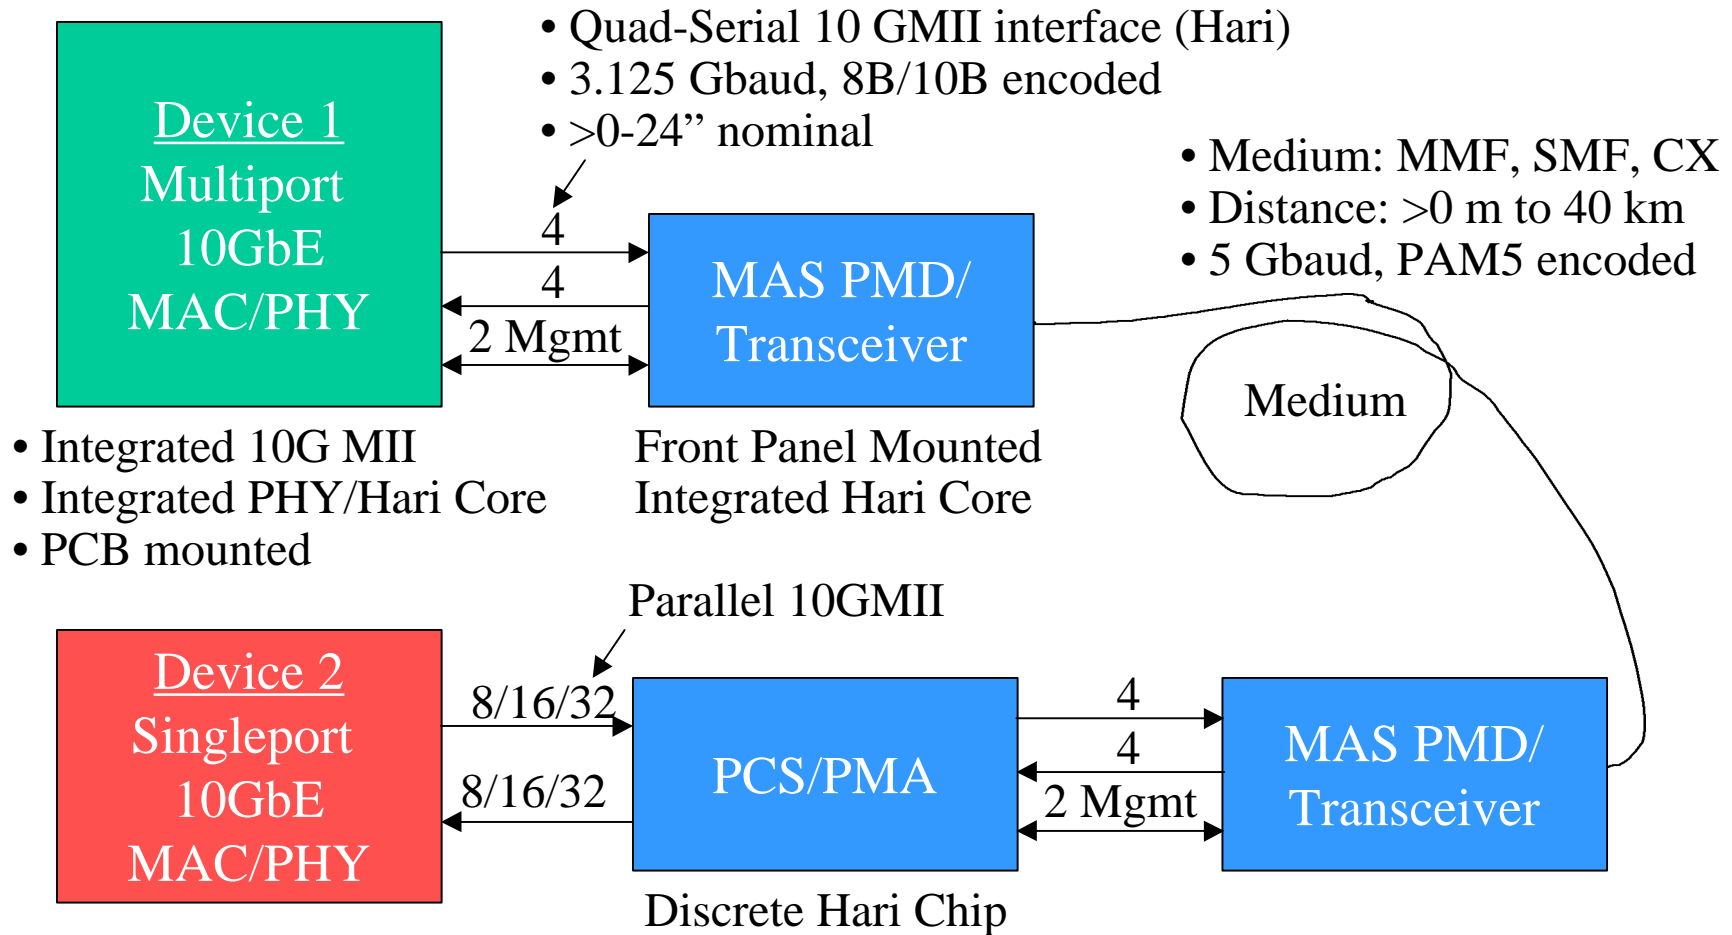 • Quad-Serial 10 GMII interface (Hari)
• 3.125 Gbaud, 8B/10B encoded
• >0-24” nominal
Device 1
Multiport
10GbE
MAC/PHY
4
4
2 Mgmt
MAS PMD/
Transceiver
• Medium: MMF, SMF, CX
• Distance: >0 m to 40 km
• 5 Gbaud, PAM5 encoded
Medium
• Integrated 10G MII
• Integrated PHY/Hari Core
• PCB mounted
Front Panel Mounted
Integrated Hari Core
Parallel 10GMII
Device 2
Singleport
10GbE
MAC/PHY
8/16/32
8/16/32
PCS/PMA
4
4
2 Mgmt
MAS PMD/
Transceiver
Discrete Hari Chip